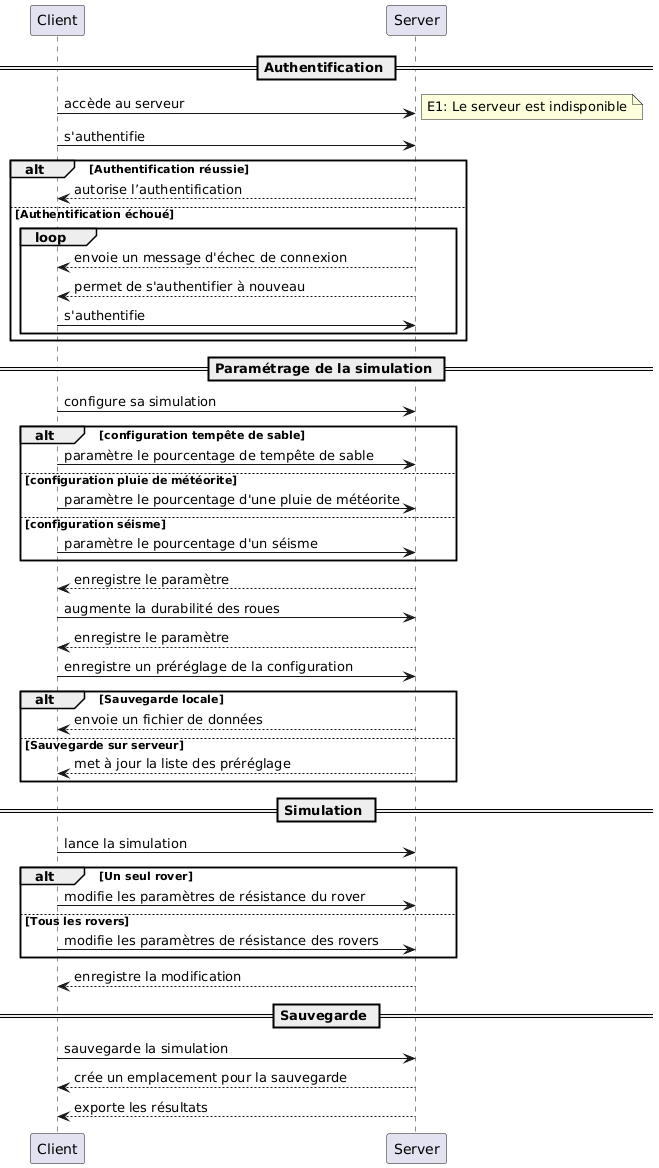 Client
Server
Authentification
accède au serveur
E1: Le serveur est indisponible
s'authentifie
alt
[Authentification réussie]
autorise l’authentification
[Authentification échoué]
loop
envoie un message d'échec de connexion
permet de s'authentifier à nouveau
s'authentifie
Paramétrage de la simulation
configure sa simulation
alt
[configuration tempête de sable]
paramètre le pourcentage de tempête de sable
[configuration pluie de météorite]
paramètre le pourcentage d'une pluie de météorite
[configuration séisme]
paramètre le pourcentage d'un séisme
enregistre le paramètre
augmente la durabilité des roues
enregistre le paramètre
enregistre un préréglage de la configuration
alt
[Sauvegarde locale]
envoie un fichier de données
[Sauvegarde sur serveur]
met à jour la liste des préréglage
Simulation
lance la simulation
alt
[Un seul rover]
modifie les paramètres de résistance du rover
[Tous les rovers]
modifie les paramètres de résistance des rovers
enregistre la modification
Sauvegarde
sauvegarde la simulation
crée un emplacement pour la sauvegarde
exporte les résultats
Client
Server